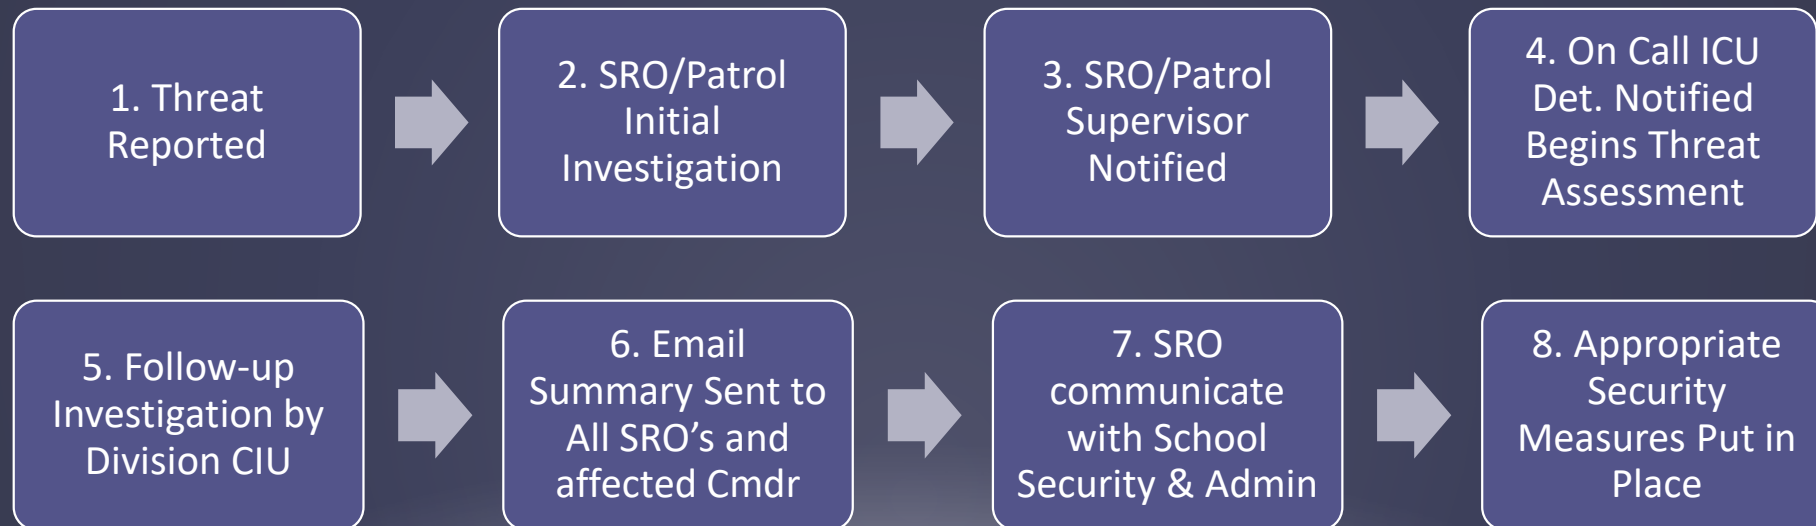 1. Threat
Reported
2. SRO/Patrol
Initial
Investigation
3. SRO/Patrol
Supervisor
Notified
4. On Call ICU
Det. Notified
Begins Threat
Assessment
5. Follow-up
Investigation by
Division CIU
6. Email
Summary Sent to
All SRO’s and
affected Cmdr
7. SRO
communicate
with School
Security & Admin
8. Appropriate
Security
Measures Put in
Place